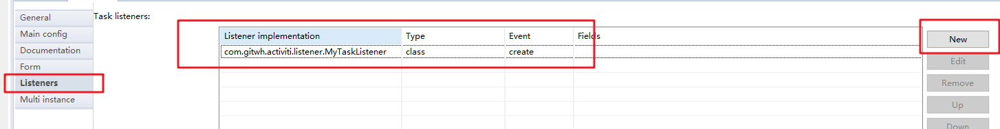 General
Main config
Documentation
Form
Listeners
Multi instance
Task listeners:
Listener implementation Type Event Fields
com.gitwh.activiti.listener.MyTaskListener class create
New
Edit
Remove
Up
Down